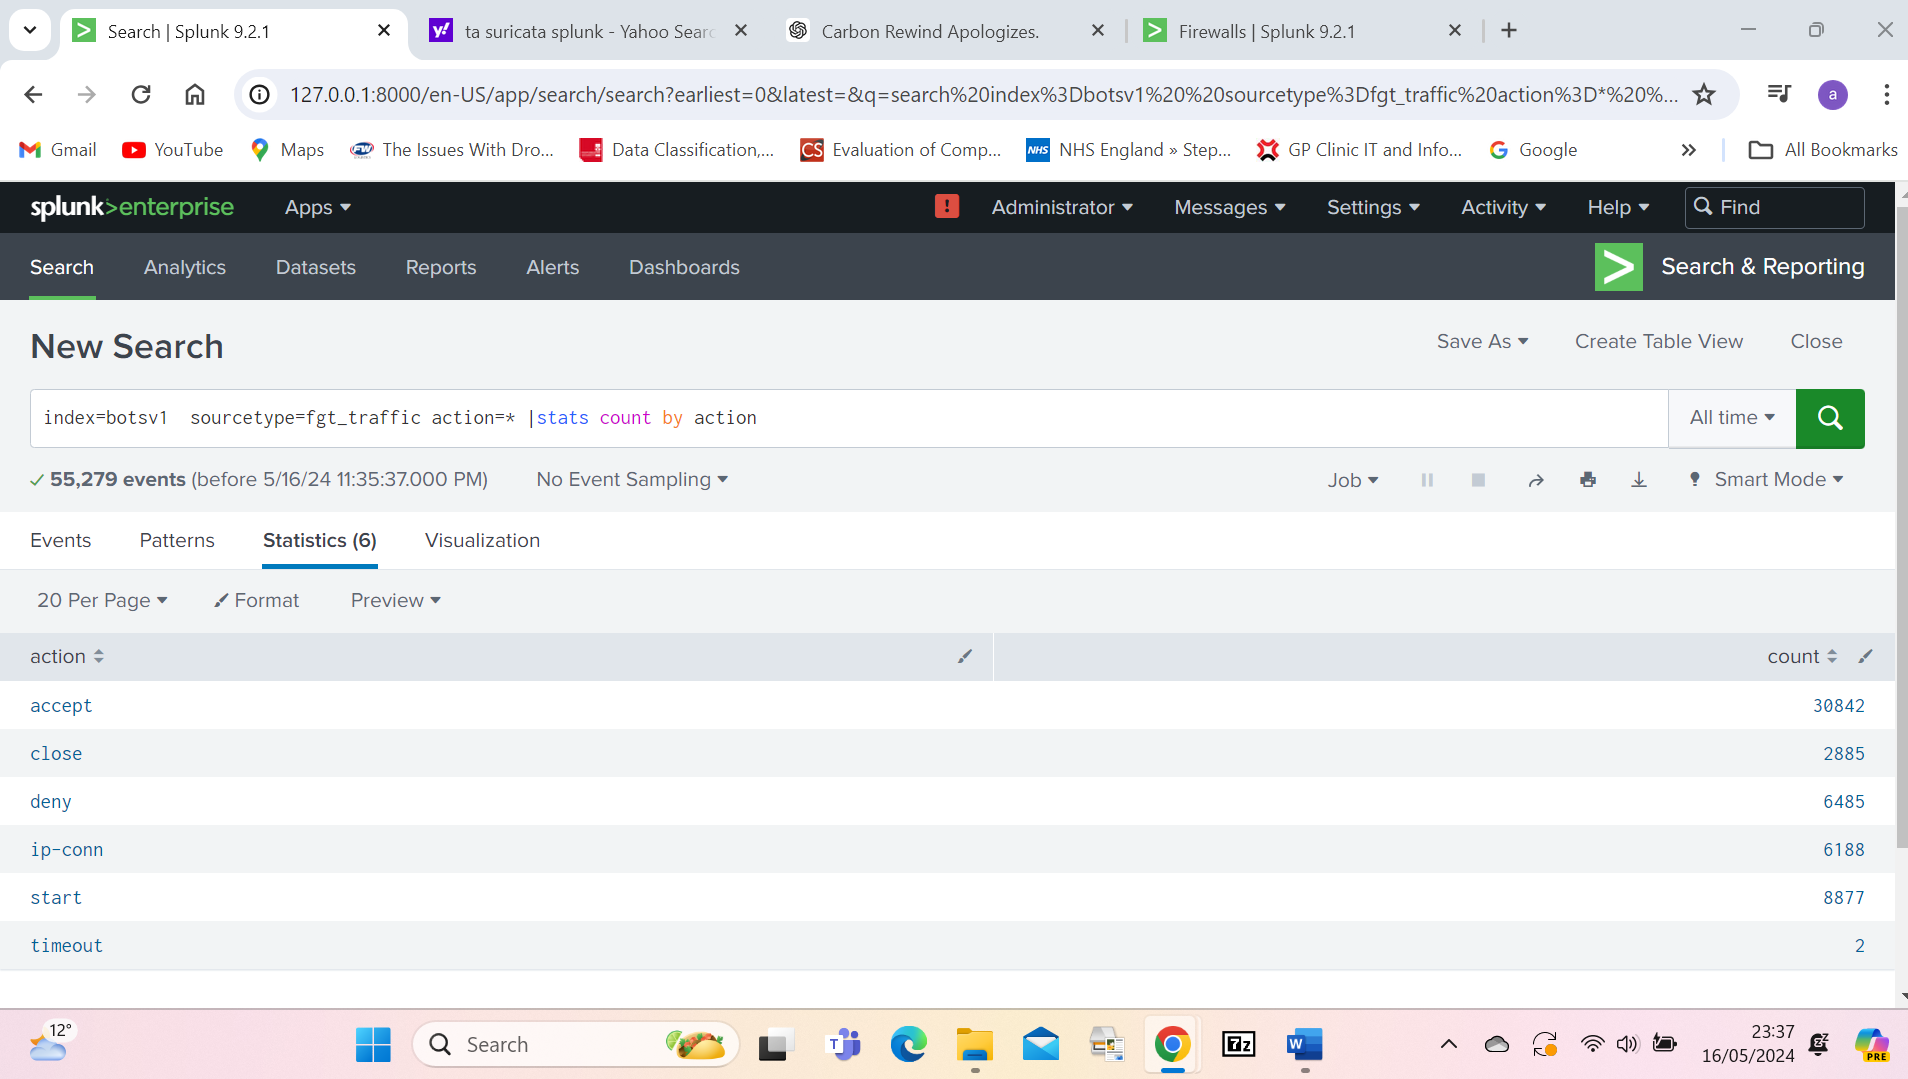 Search | Splunk 9.2.1
ta suricata splunk - Yahoo Searc
Carbon Rewind Apologizes.
Firewalls | Splunk 9.2.1
127.0.0.1:8000/en-US/app/search/search?earliest=0&latest=&q=search%20index%3Dbotsv1%20%20sourcetype%3Dfgt_traffic%20action%3D*%20%...
a
Gmail
YouTube
Maps
The Issues With Dro...
Data Classification,...
CS
Evaluation of Comp...
NHS
NHS England » Step...
GP Clinic IT and Info...
Google
»
All Bookmarks
splunk>enterprise
Apps
!
Administrator
Messages
Settings
Activity
Help
Find
Search
Analytics
Datasets
Reports
Alerts
Dashboards
Search & Reporting
New Search
Save As
Create Table View
Close
index=botsv1  sourcetype=fgt_traffic action=* |stats count by action
All time
55,279 events (before 5/16/24 11:35:37.000 PM)
No Event Sampling
Job
Smart Mode
Events
Patterns
Statistics (6)
Visualization
20 Per Page
Format
Preview
action
count
accept
30842
close
2885
deny
6485
ip-conn
6188
start
8877
timeout
2
12°
Search
23:37
16/05/2024
PRE